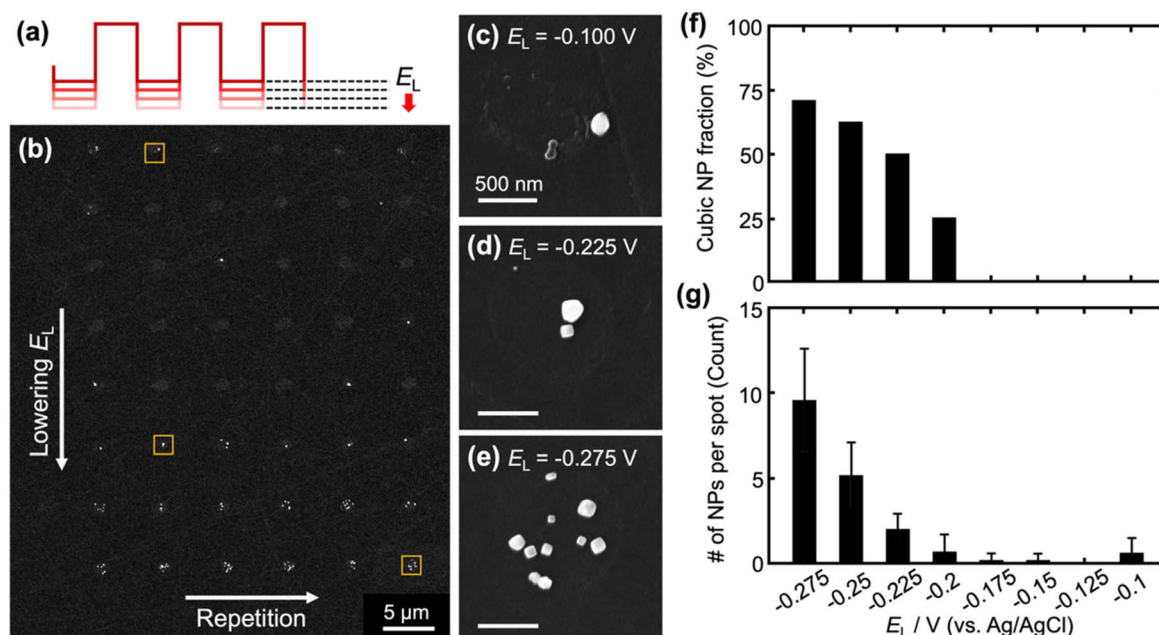 (a)
E_L
(b)
Lowering E_L
Repetition
5 μm
(c) E_L = -0.100 V
500 nm
(d) E_L = -0.225 V
(e) E_L = -0.275 V
(f)
100
75
50
25
0
Cubic NP fraction (%)
(g)
15
10
5
0
# of NPs per spot (Count)
-0.275 -0.25 -0.225 -0.2 -0.175 -0.15 -0.125 -0.1
E_L / V (vs. Ag/AgCl)